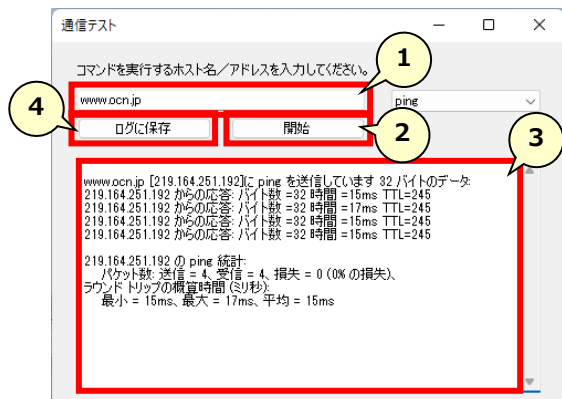 通信テスト
コマンドを実行するホスト名／アドレスを入力してください。
1
www.ocn.jp
ping
4
ログに保存
開始
2
3
www.ocn.jp [219.164.251.192]に ping を送信しています 32 バイトのデータ:
219.164.251.192 からの応答: バイト数 =32 時間 =15ms TTL=245
219.164.251.192 からの応答: バイト数 =32 時間 =17ms TTL=245
219.164.251.192 からの応答: バイト数 =32 時間 =15ms TTL=245
219.164.251.192 からの応答: バイト数 =32 時間 =15ms TTL=245
219.164.251.192 の ping 統計:
パケット数: 送信 = 4、受信 = 4、損失 = 0 (0% の損失)、
ラウンド トリップの概算時間 (ミリ秒):
最小 = 15ms、最大 = 17ms、平均 = 15ms